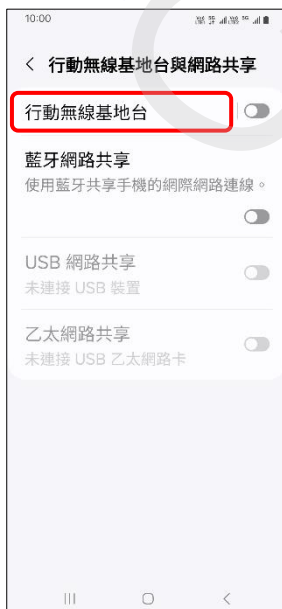 10:00
行動無線基地台與網路共享
行動無線基地台
藍牙網路共享
使用藍牙共享手機的網際網路連線。
USB 網路共享
未連接 USB 裝置
乙太網路共享
未連接 USB 乙太網路卡